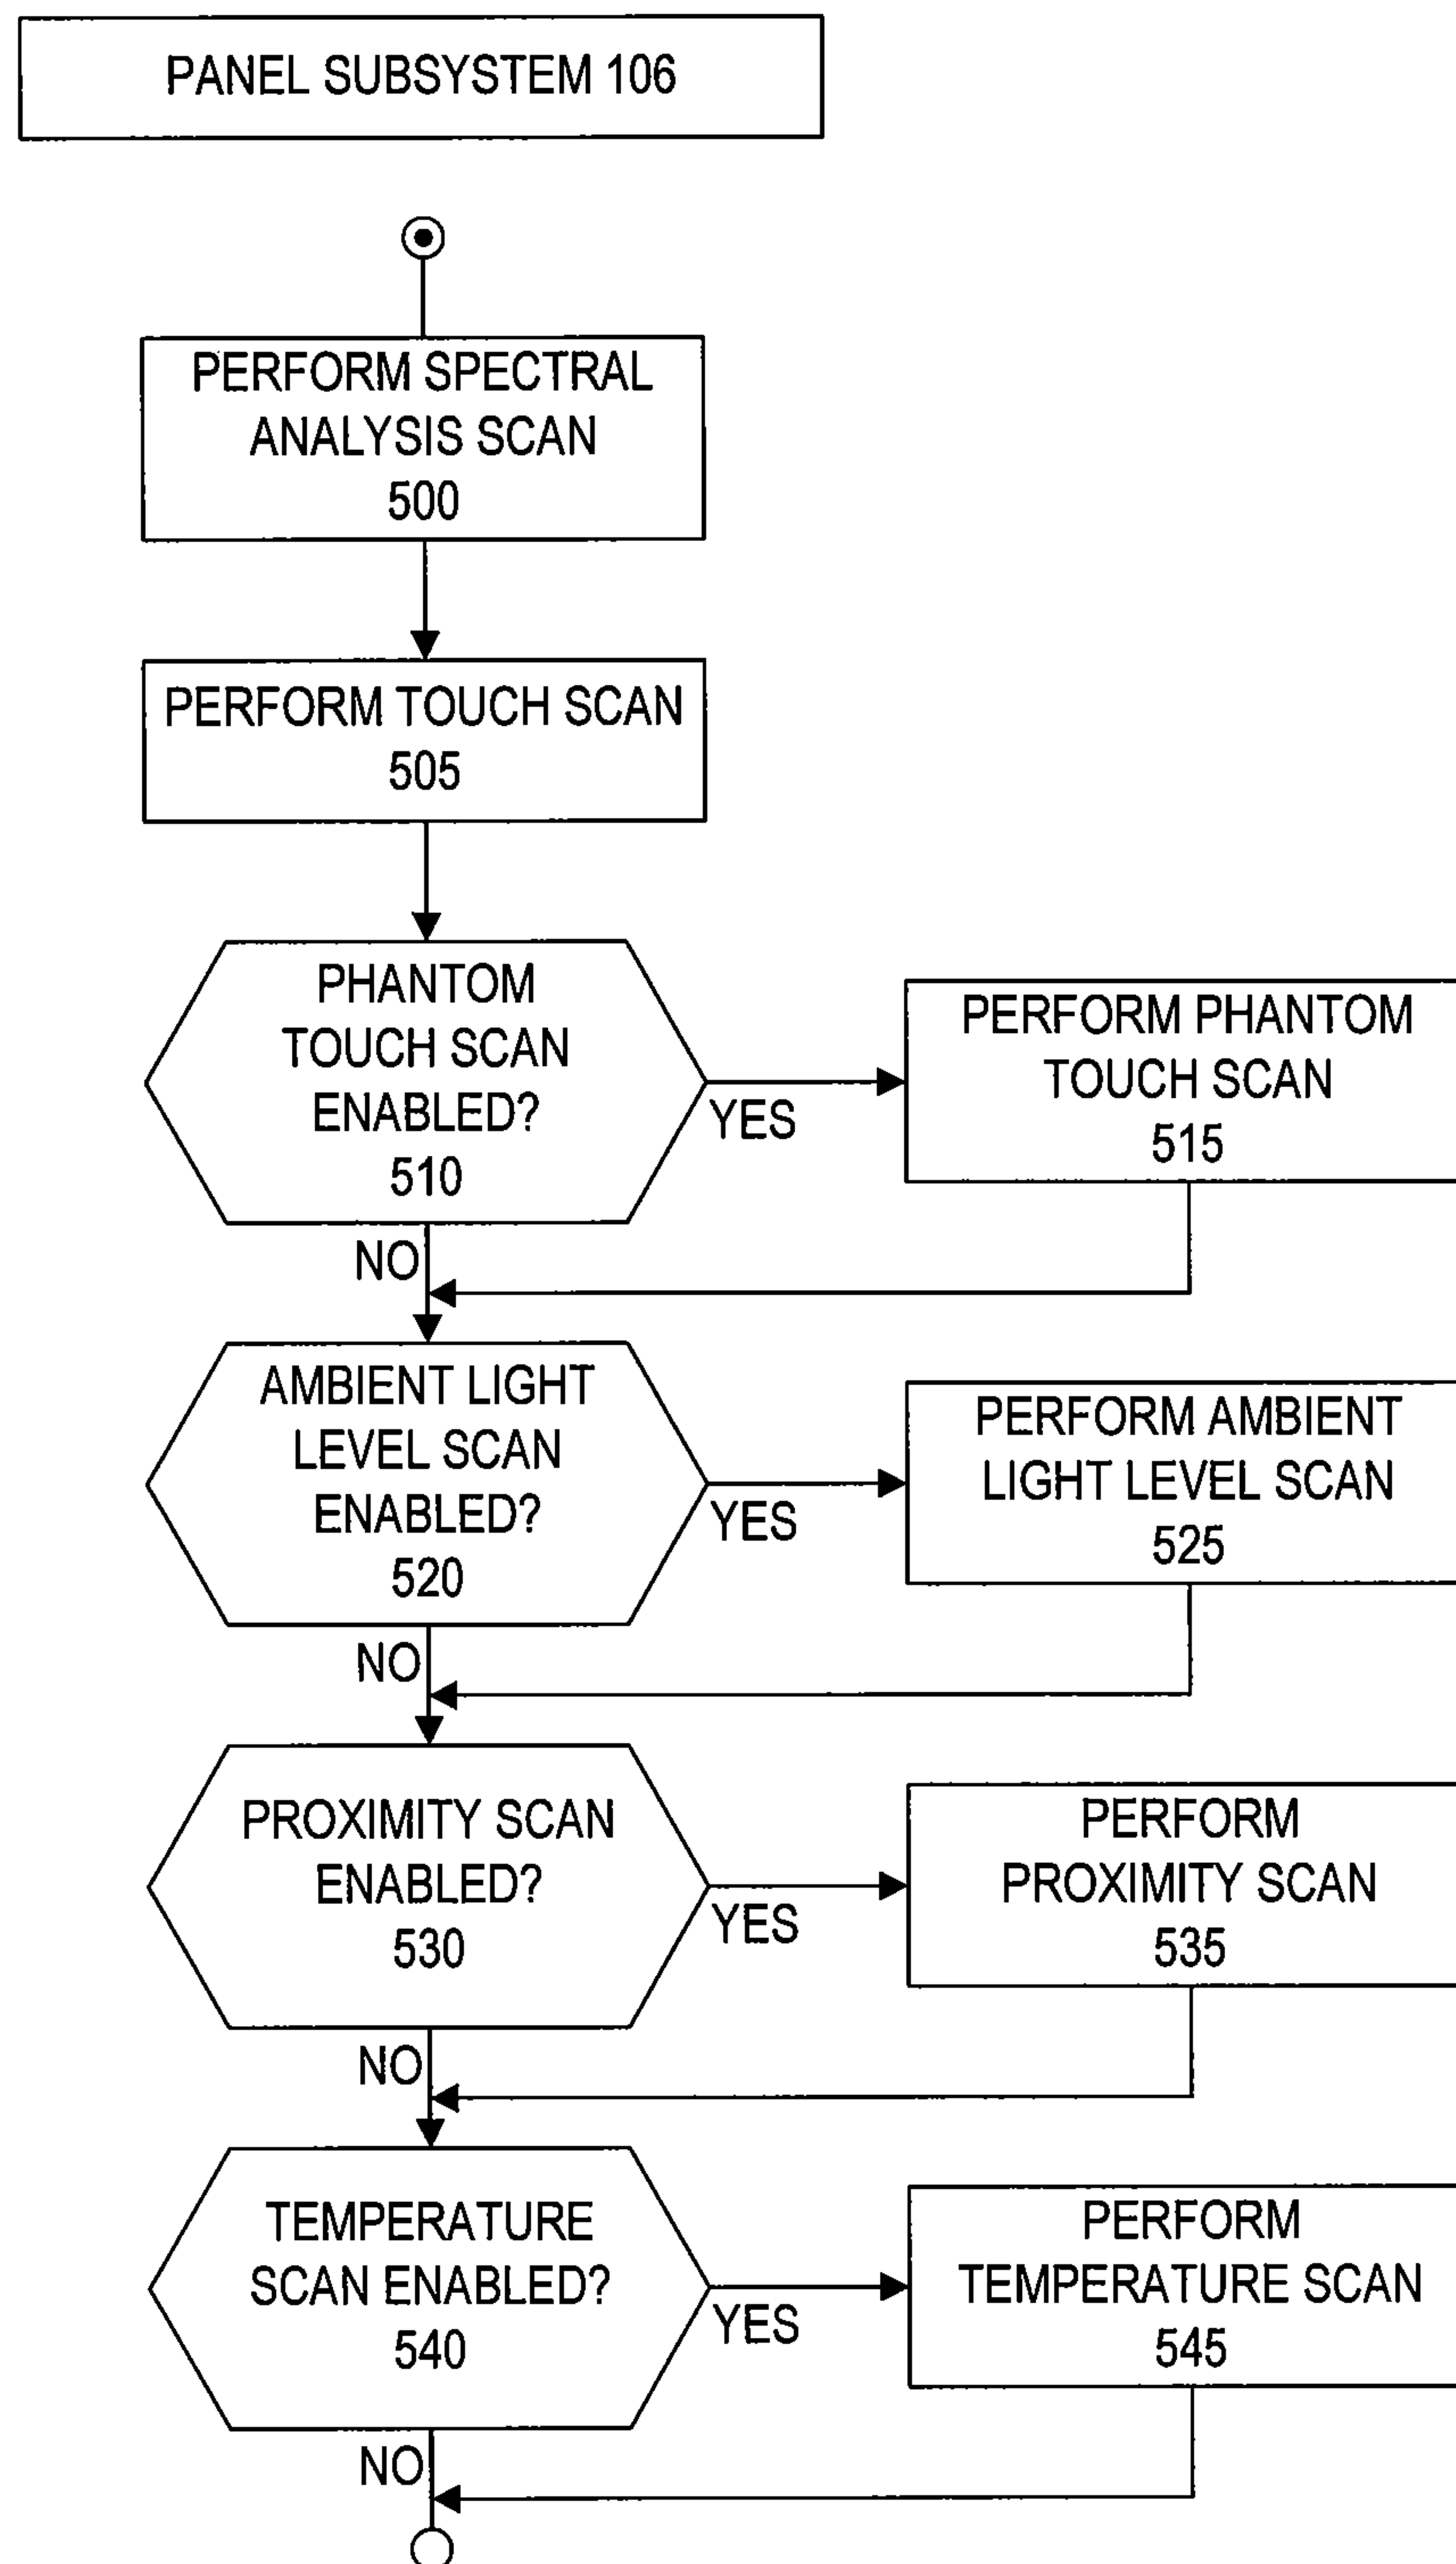 PANEL SUBSYSTEM 106
PERFORM SPECTRAL
ANALYSIS SCAN
500
PERFORM TOUCH SCAN
505
PHANTOM
TOUCH SCAN
ENABLED?
510
YES
PERFORM PHANTOM
TOUCH SCAN
515
NO
AMBIENT LIGHT
LEVEL SCAN
ENABLED?
520
YES
PERFORM AMBIENT
LIGHT LEVEL SCAN
525
NO
PROXIMITY SCAN
ENABLED?
530
YES
PERFORM
PROXIMITY SCAN
535
NO
TEMPERATURE
SCAN ENABLED?
540
YES
PERFORM
TEMPERATURE SCAN
545
NO